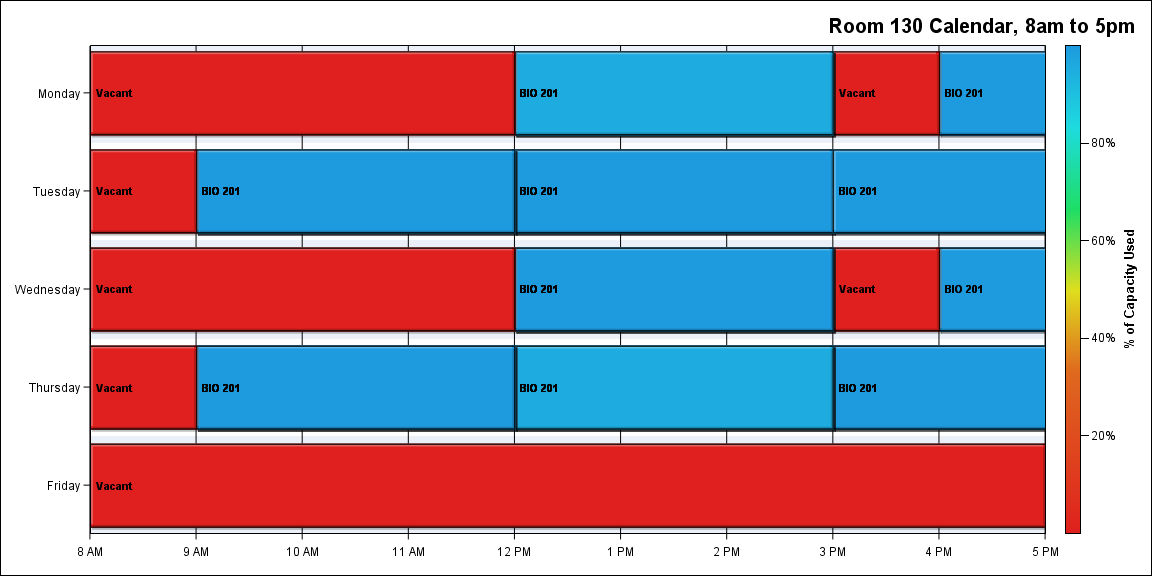 Room 130 Calendar, 8am to 5pm
Monday Vacant BIO 201 Vacant BIO 201
Tuesday Vacant BIO 201 BIO 201 BIO 201
Wednesday Vacant BIO 201 Vacant BIO 201
Thursday Vacant BIO 201 BIO 201 BIO 201
Friday Vacant
8 AM 9 AM 10 AM 11 AM 12 PM 1 PM 2 PM 3 PM 4 PM 5 PM
80%
60%
40%
20%
% of Capacity Used